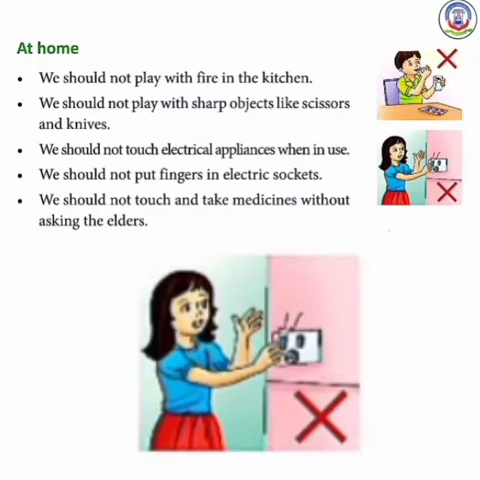 At home
• We should not play with fire in the kitchen.
• We should not play with sharp objects like scissors
and knives.
• We should not touch electrical appliances when in use.
• We should not put fingers in electric sockets.
• We should not touch and take medicines without
asking the elders.